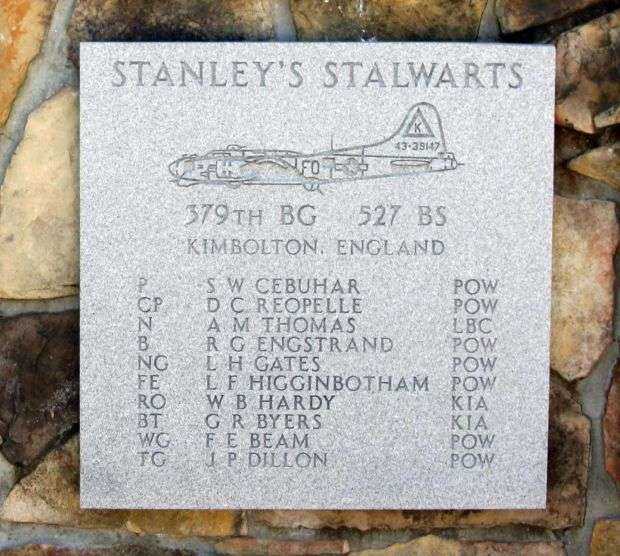 STANLEY'S STALWARTS
K
43-39147
FO
379TH BG 527 BS
KIMBOLTON, ENGLAND
P S W CEBUHAR POW
CP D C REOPELLE POW
N A M THOMAS LBC
B R G ENGSTRAND POW
NG L H GATES POW
FE L F HIGGINBOTHAM POW
RO W B HARDY KIA
BT G R BYERS KIA
WG F E BEAM POW
TG J P DILLON POW